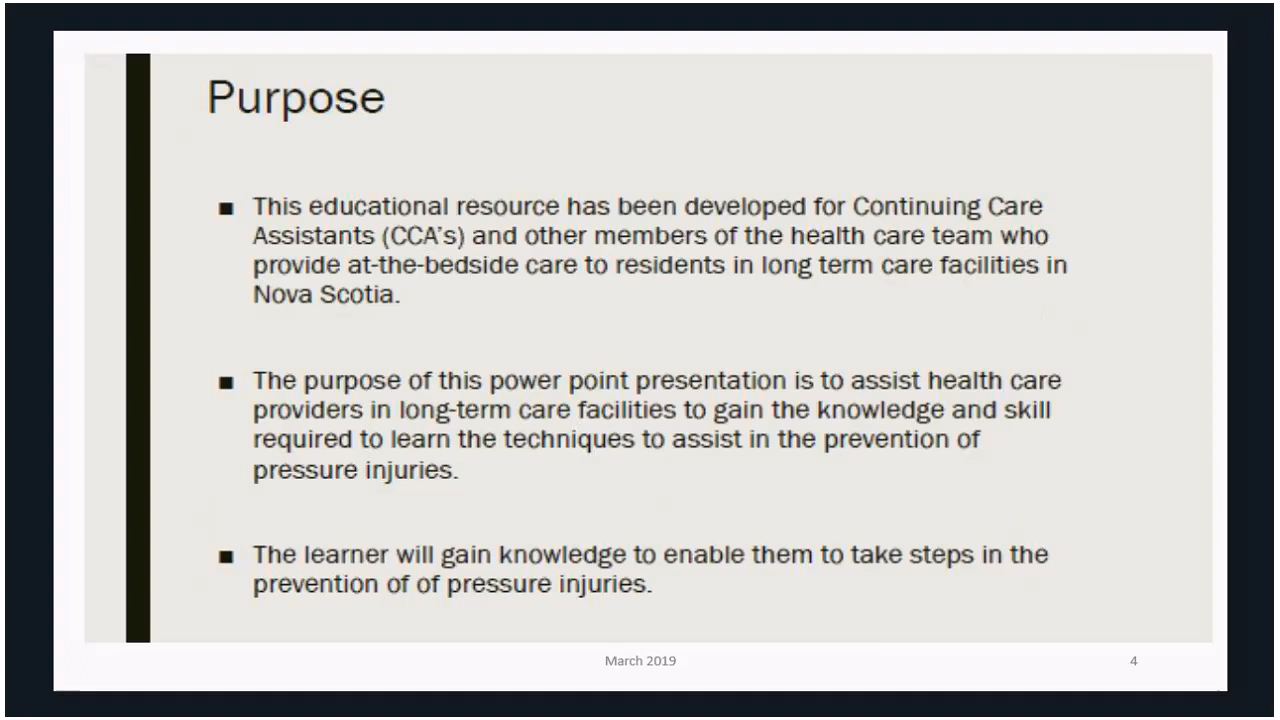 Purpose
■ This educational resource has been developed for Continuing Care
Assistants (CCA's) and other members of the health care team who
provide at-the-bedside care to residents in long term care facilities in
Nova Scotia.
■ The purpose of this power point presentation is to assist health care
providers in long-term care facilities to gain the knowledge and skill
required to learn the techniques to assist in the prevention of
pressure injuries.
■ The learner will gain knowledge to enable them to take steps in the
prevention of of pressure injuries.
March 2019
4